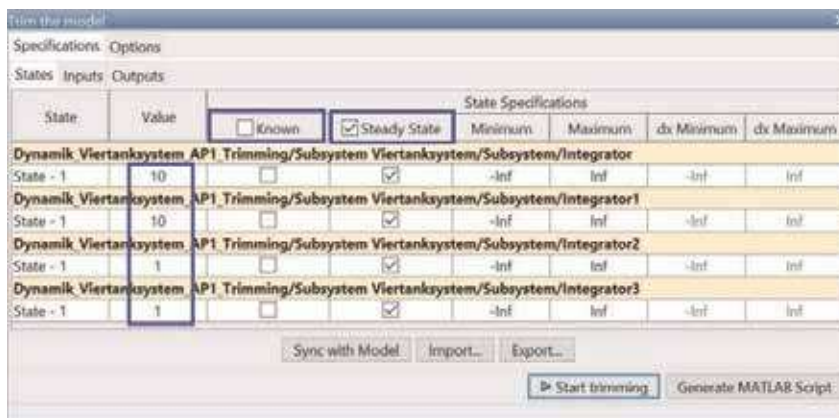 Trim the model
Specifications Options
States Inputs Outputs
State Value State Specifications
Known Steady State Minimum Maximum dx Minimum dx Maximum
Dynamik_Viertanksystem_AP1_Trimming/Subsystem Viertanksystem/Subsystem/Integrator
State - 1 10 -Inf Inf -Inf Inf
Dynamik_Viertanksystem_AP1_Trimming/Subsystem Viertanksystem/Subsystem/Integrator1
State - 1 10 -Inf Inf -Inf Inf
Dynamik_Viertanksystem_AP1_Trimming/Subsystem Viertanksystem/Subsystem/Integrator2
State - 1 1 -Inf Inf -Inf Inf
Dynamik_Viertanksystem_AP1_Trimming/Subsystem Viertanksystem/Subsystem/Integrator3
State - 1 1 -Inf Inf -Inf Inf
Sync with Model Import... Export...
Start trimming Generate MATLAB Script